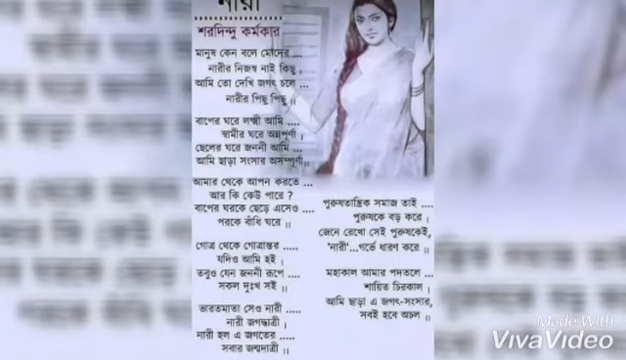 নারী
শরদিন্দু কর্মকার
মানুষ কেন বলে মোদের ...
নারীর নিজস্ব নাই কিছু।
আমি তো দেখি জগৎ চলে ...
নারীর পিছু পিছু॥
বাপের ঘরে লক্ষ্মী আমি ....
স্বামীর ঘরে অন্নপূর্ণা।
ছেলের ঘরে জননী আমি ...
আমি ছাড়া সংসার অসম্পূর্ণা॥
আমার থেকে আপন করতে ...
আর কি কেউ পারে ?
বাপের ঘরকে ছেড়ে এসেও ....
পরকে বাঁধি ঘরে॥
গোত্র থেকে গোত্রান্তর .....
যদিও আমি হই।
তবুও যেন জননী রূপে ....
সকল দুঃখ সই॥
ভারতমাতা সেও নারী .....
নারী জগদ্ধাত্রী।
নারী হল এ জগতের .....
সবার জন্মদাত্রী॥
পুরুষতান্ত্রিক সমাজ তাই ....
পুরুষকে বড় করে।
জেনে রেখো সেই পুরুষকেই,
'নারী'...গর্ভে ধারণ করে॥
মহাকাল আমার পদতলে ...
শায়িত চিরকাল।
আমি ছাড়া এ জগৎ-সংসার,
সবই হবে অচল॥
Made With
VivaVideo